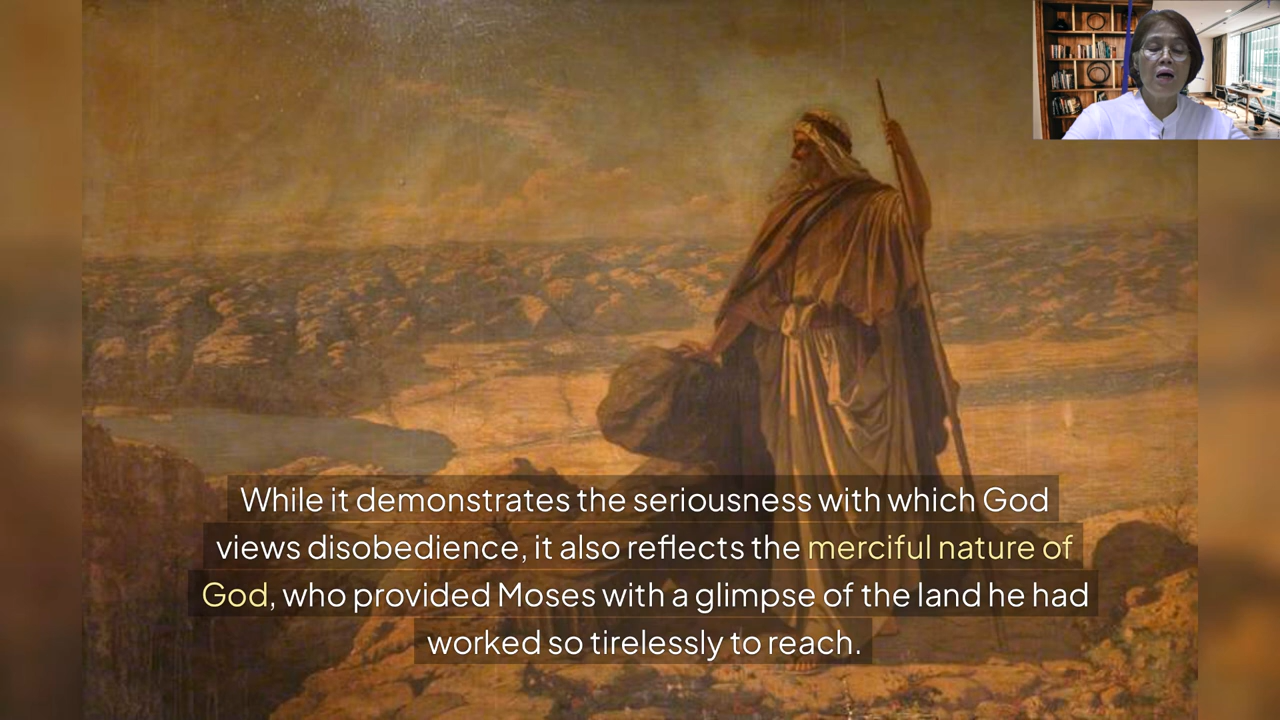 While it demonstrates the seriousness with which God
views disobedience, it also reflects the merciful nature of
God, who provided Moses with a glimpse of the land he had
worked so tirelessly to reach.